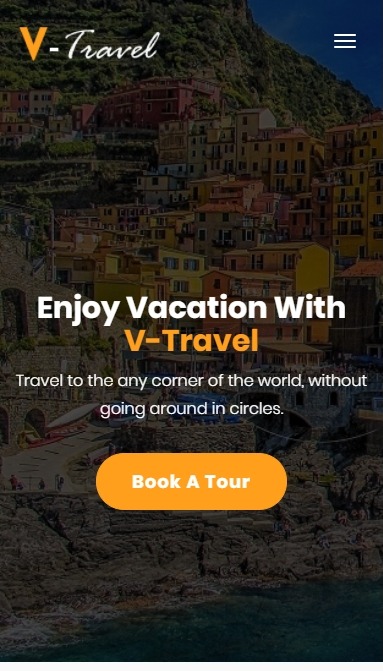 V-Travel
Enjoy Vacation With
V-Travel
Travel to the any corner of the world, without
going around in circles.
Book A Tour